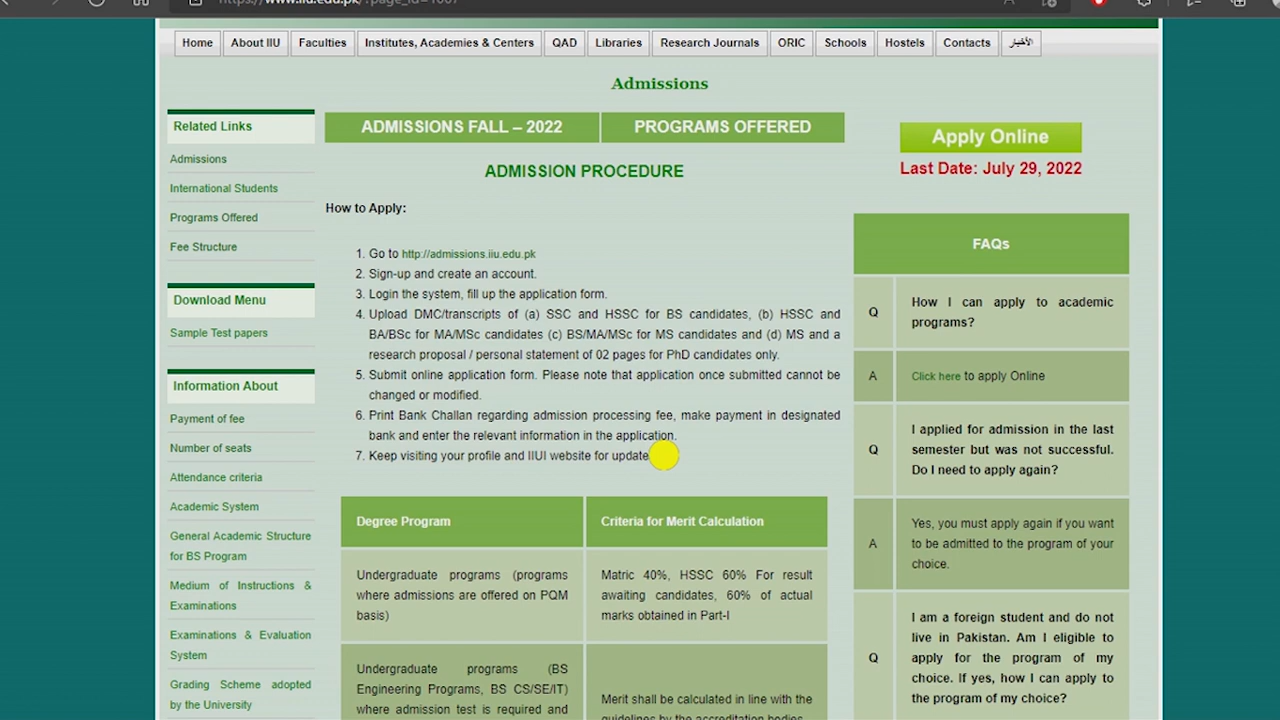 Home
About IIU
Faculties
Institutes, Academies & Centers
QAD
Libraries
Research Journals
ORIC
Schools
Hostels
Contacts
الأخبار
Admissions
Related Links
Admissions
International Students
Programs Offered
Fee Structure
Download Menu
Sample Test papers
Information About
Payment of fee
Number of seats
Attendance criteria
Academic System
General Academic Structure
for BS Program
Medium of Instructions &
Examinations
Examinations & Evaluation
System
Grading Scheme adopted
by the University
ADMISSIONS FALL – 2022
PROGRAMS OFFERED
ADMISSION PROCEDURE
How to Apply:
1. Go to http://admissions.iiu.edu.pk
2. Sign-up and create an account.
3. Login the system, fill up the application form.
4. Upload DMC/transcripts of (a) SSC and HSSC for BS candidates, (b) HSSC and
BA/BSc for MA/MSc candidates (c) BS/MA/MSc for MS candidates and (d) MS and a
research proposal / personal statement of 02 pages for PhD candidates only.
5. Submit online application form. Please note that application once submitted cannot be
changed or modified.
6. Print Bank Challan regarding admission processing fee, make payment in designated
bank and enter the relevant information in the application.
7. Keep visiting your profile and IIUI website for update
Degree Program
Criteria for Merit Calculation
Undergraduate programs (programs
where admissions are offered on PQM
basis)
Matric 40%, HSSC 60% For result
awaiting candidates, 60% of actual
marks obtained in Part-I
Undergraduate programs (BS
Engineering Programs, BS CS/SE/IT)
where admission test is required and
Merit shall be calculated in line with the
guidelines by the accreditation bodies
Apply Online
Last Date: July 29, 2022
FAQs
Q
How I can apply to academic
programs?
A
Click here to apply Online
Q
I applied for admission in the last
semester but was not successful.
Do I need to apply again?
A
Yes, you must apply again if you want
to be admitted to the program of your
choice.
Q
I am a foreign student and do not
live in Pakistan. Am I eligible to
apply for the program of my
choice. If yes, how I can apply to
the program of my choice?